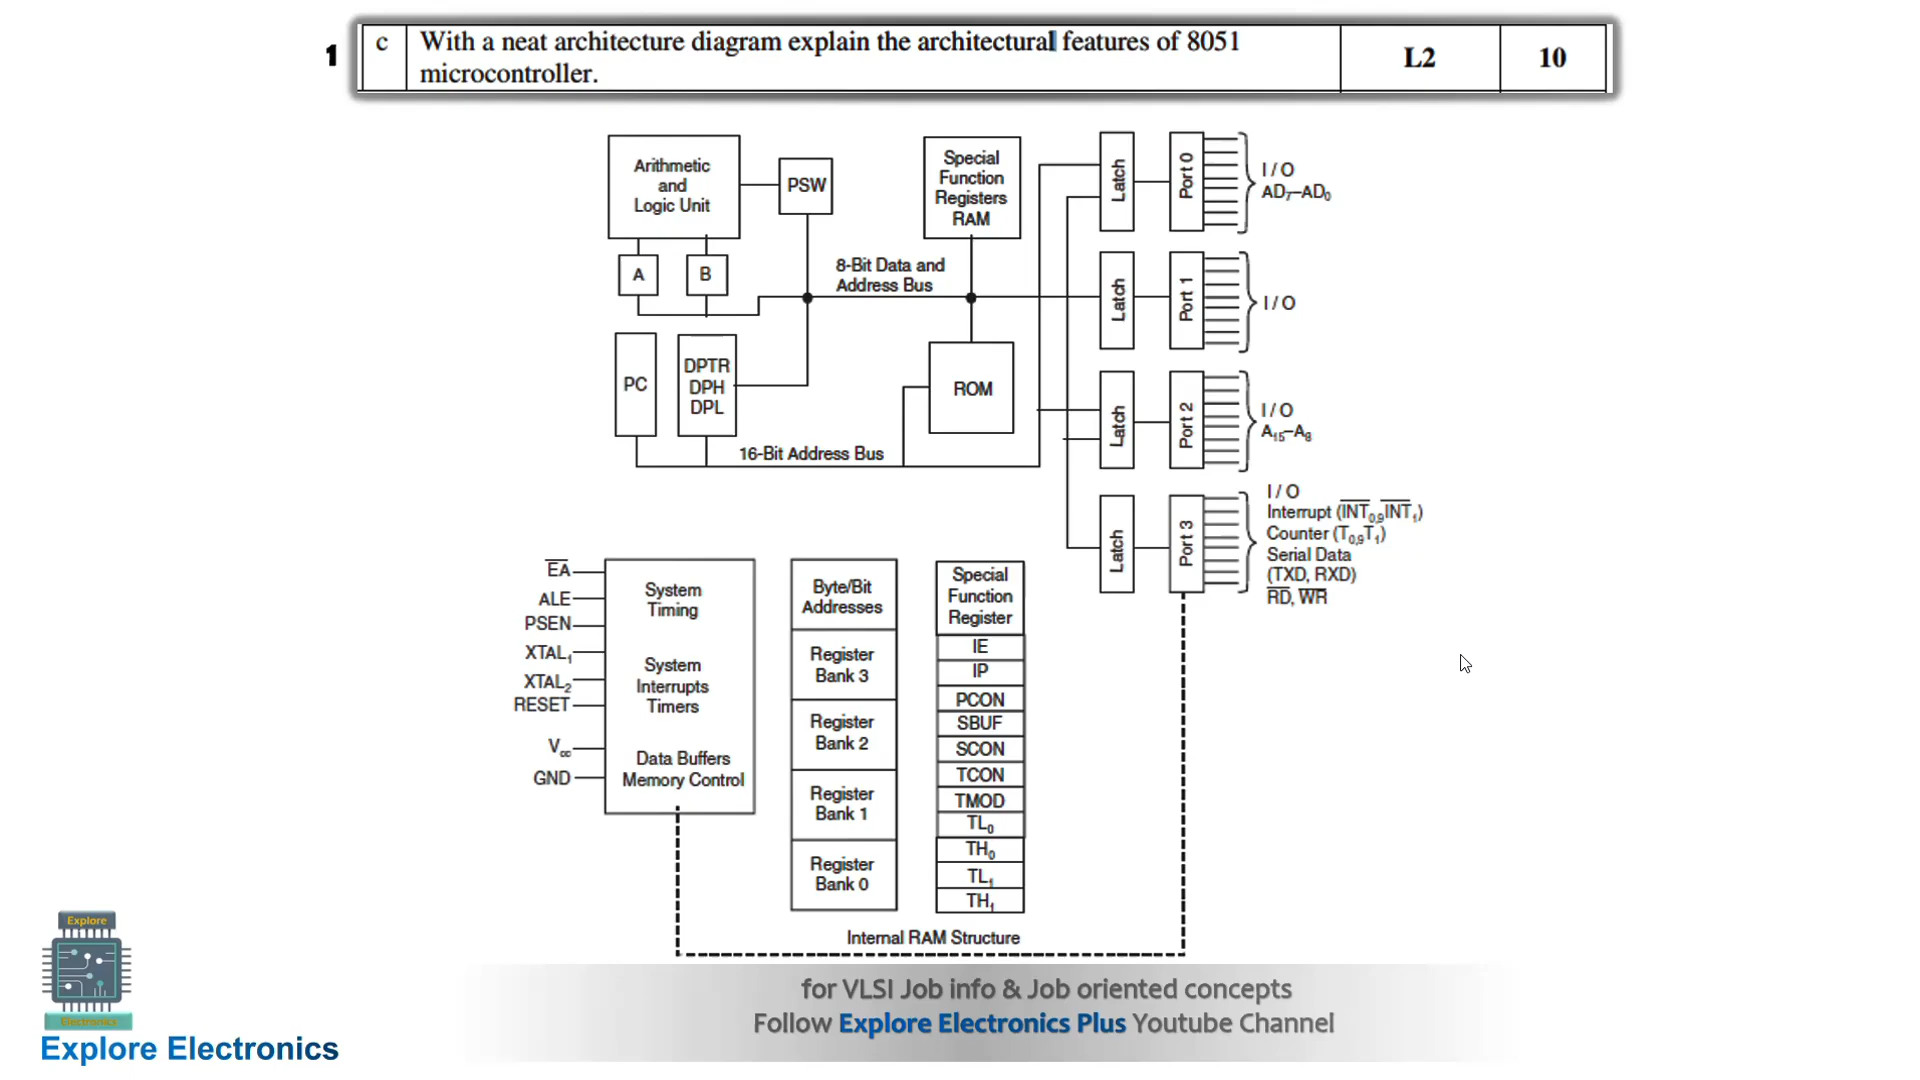 1
c With a neat architecture diagram explain the architectural features of 8051 L2 10
microcontroller.
Arithmetic
and
Logic Unit
PSW
Special
Function
Registers
RAM
A
B
8-Bit Data and
Address Bus
PC
DPTR
DPH
DPL
ROM
16-Bit Address Bus
Latch
Port 0
I / O
AD7–AD0
Latch
Port 1
I / O
Latch
Port 2
I / O
A15–A8
Latch
Port 3
I / O
Interrupt (INT0,9INT1)
Counter (T0,9T1)
Serial Data
(TXD, RXD)
RD, WR
EA
ALE
PSEN
XTAL1
XTAL2
RESET
Vcc
GND
System
Timing
System
Interrupts
Timers
Data Buffers
Memory Control
Byte/Bit
Addresses
Register
Bank 3
Register
Bank 2
Register
Bank 1
Register
Bank 0
Special
Function
Register
IE
IP
PCON
SBUF
SCON
TCON
TMOD
TL0
TH0
TL1
TH1
Internal RAM Structure
Explore
Electronics
Explore Electronics
for VLSI Job info & Job oriented concepts
Follow Explore Electronics Plus Youtube Channel